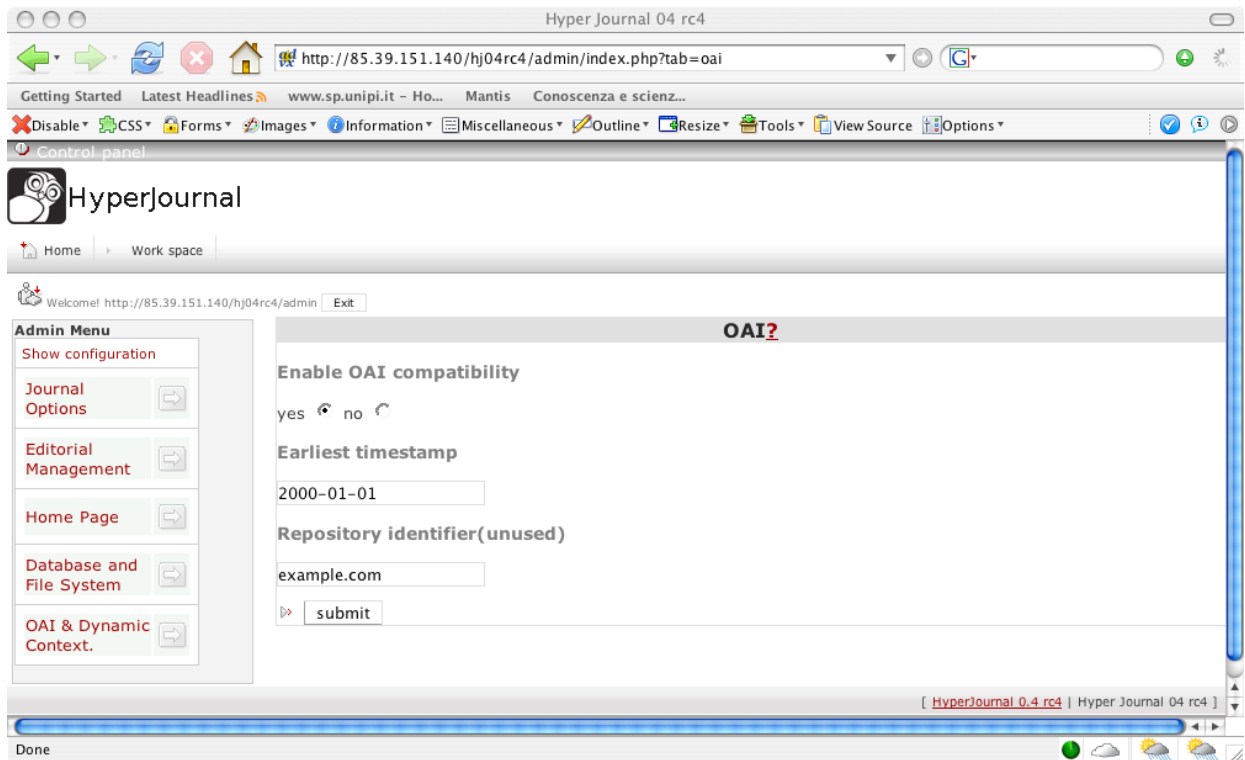 Hyper Journal 04 rc4
http://85.39.151.140/hj04rc4/admin/index.php?tab=oai
G
Getting Started Latest Headlines www.sp.unipi.it – Ho... Mantis Conoscenza e scienz...
Disable CSS Forms Images Information Miscellaneous Outline Resize Tools View Source Options
Control panel
HyperJournal
Home Work space
Welcome! http://85.39.151.140/hj04rc4/admin Exit
Admin Menu
Show configuration
Journal
Options
Editorial
Management
Home Page
Database and
File System
OAI & Dynamic
Context.
OAI?
Enable OAI compatibility
yes no
Earliest timestamp
2000-01-01
Repository identifier(unused)
example.com
submit
[ HyperJournal 0.4 rc4 | Hyper Journal 04 rc4 ]
Done